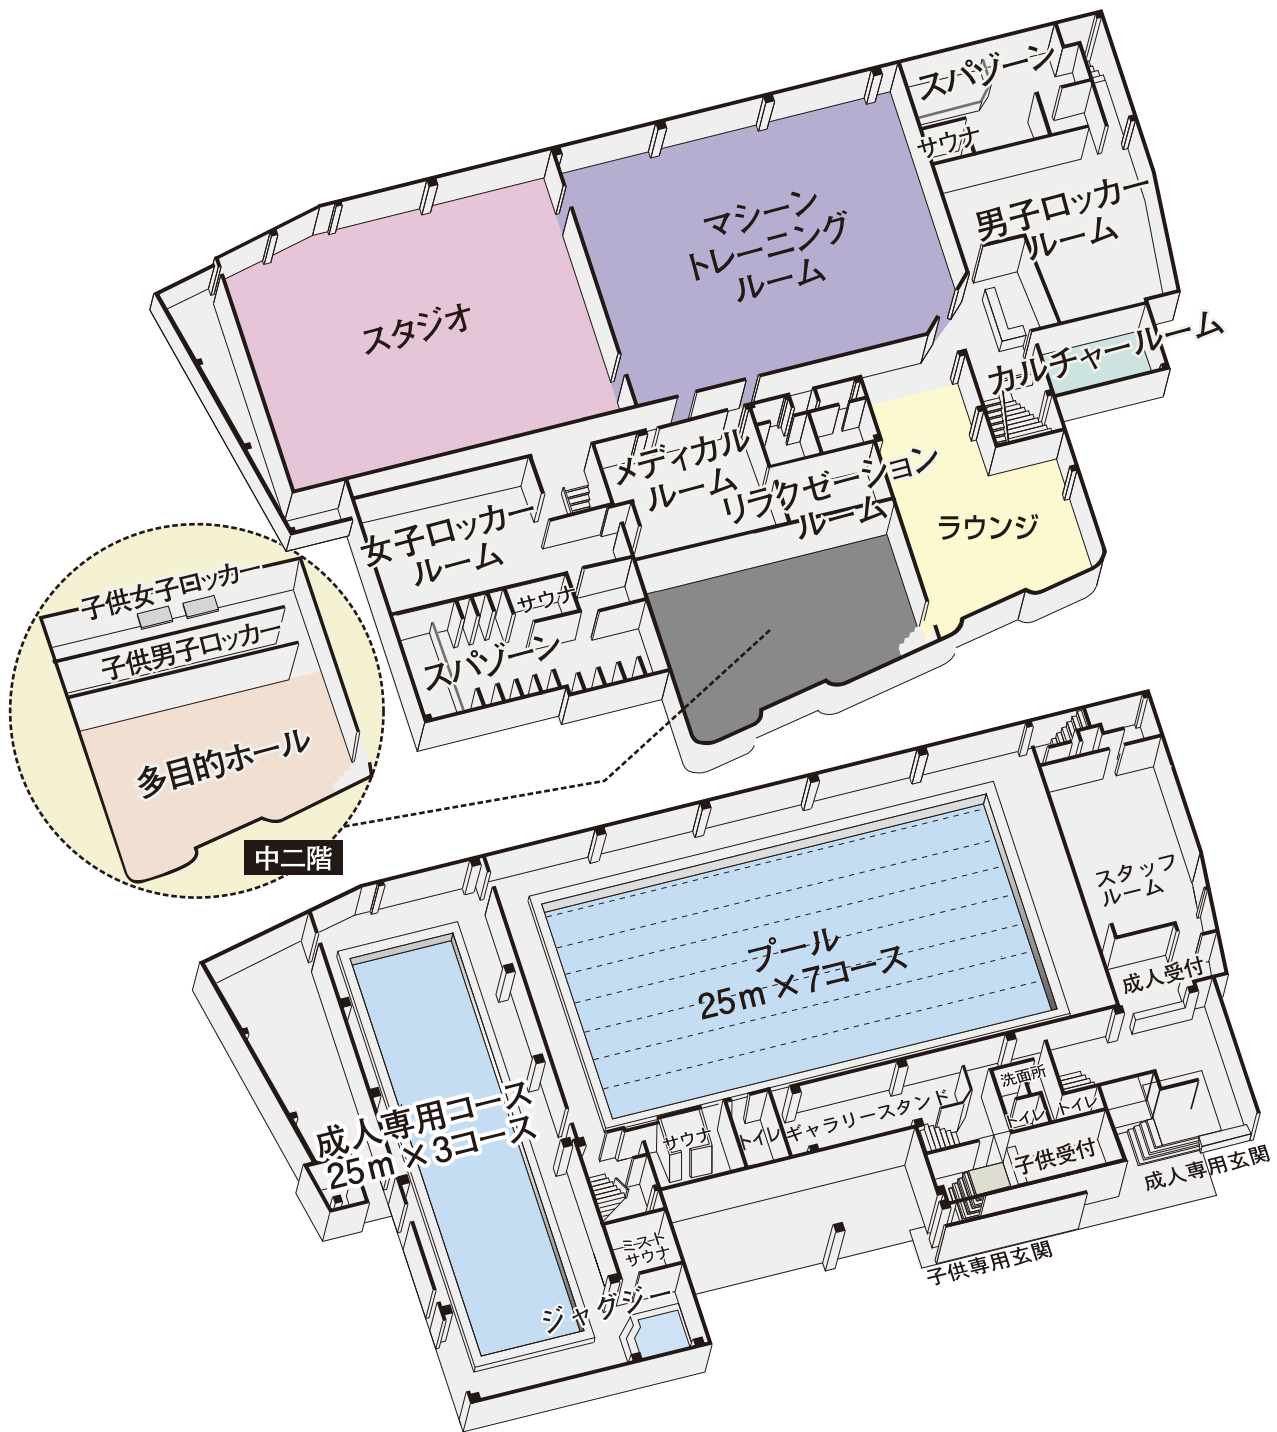 スパゾーン
サウナ
男子ロッカー
ルーム
マシーン
トレーニング
ルーム
スタジオ
カルチャールーム
メディカル
ルーム
リラクゼーション
ルーム
ラウンジ
女子ロッカー
ルーム
サウナ
スパゾーン
子供女子ロッカー
子供男子ロッカー
多目的ホール
中二階
スタッフ
ルーム
成人受付
プール
25m×7コース
成人専用コース
25m×3コース
サウナ
トイレ
ギャラリースタンド
洗面所
トイレ
トイレ
子供受付
成人専用玄関
子供専用玄関
ミスト
サウナ
ジャグジー